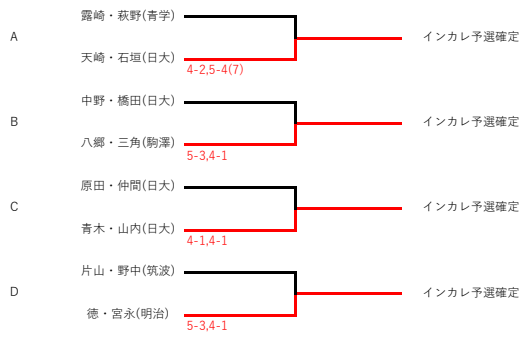 露崎・萩野(青学)
A
インカレ予選確定
天崎・石垣(日大)
4-2,5-4(7)
中野・橋田(日大)
B
インカレ予選確定
八郷・三角(駒澤)
5-3,4-1
原田・仲間(日大)
C
インカレ予選確定
青木・山内(日大)
4-1,4-1
片山・野中(筑波)
D
インカレ予選確定
徳・宮永(明治)
5-3,4-1